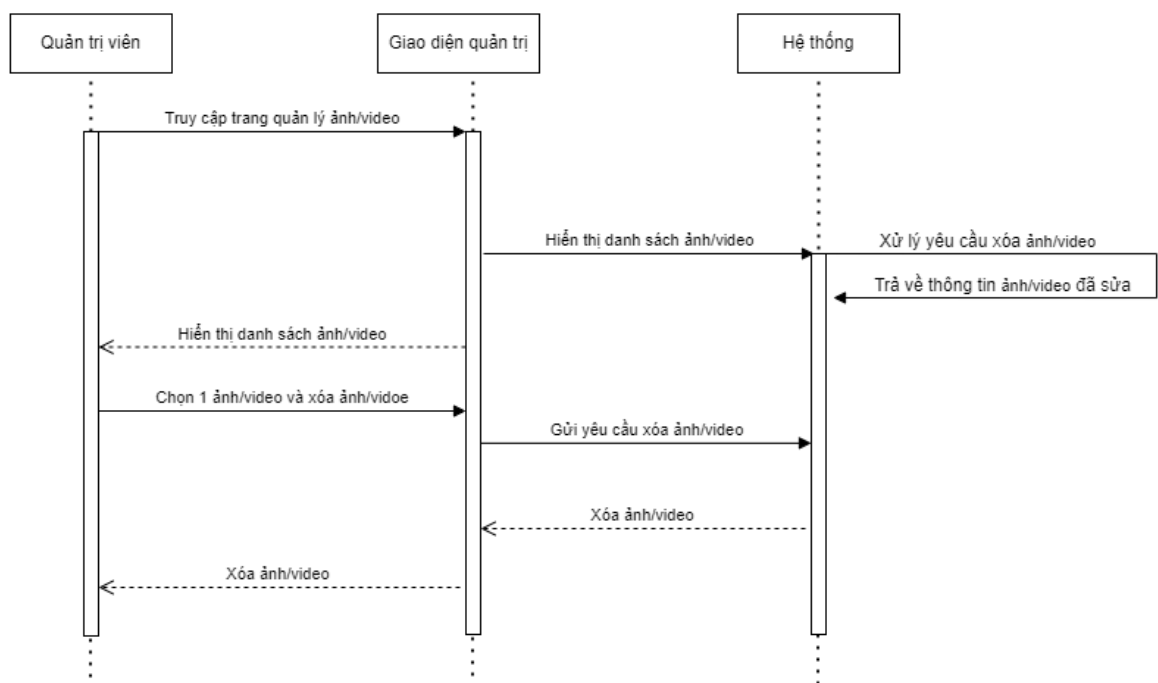 Quản trị viên
Giao diện quản trị
Hệ thống
Truy cập trang quản lý ảnh/video
Hiển thị danh sách ảnh/video
Xử lý yêu cầu xóa ảnh/video
Trả về thông tin ảnh/video đã sửa
Hiển thị danh sách ảnh/video
Chọn 1 ảnh/video và xóa ảnh/vidoe
Gửi yêu cầu xóa ảnh/video
Xóa ảnh/video
Xóa ảnh/video